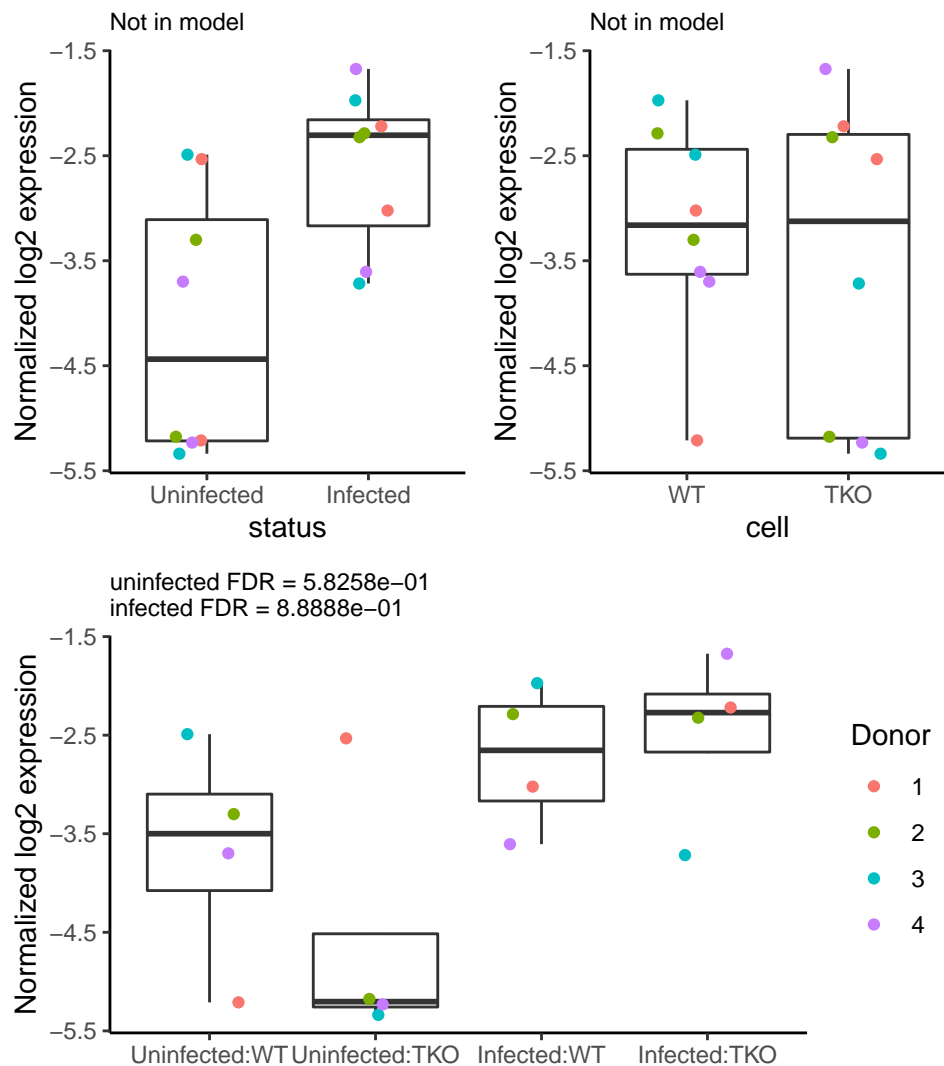 Not in model
−1.5
−2.5
−3.5
−4.5
−5.5
Normalized log2 expression
Uninfected Infected
status
Not in model
−1.5
−2.5
−3.5
−4.5
−5.5
Normalized log2 expression
WT TKO
cell
uninfected FDR = 5.8258e−01
infected FDR = 8.8888e−01
−1.5
−2.5
−3.5
−4.5
−5.5
Normalized log2 expression
Uninfected:WT Uninfected:TKO Infected:WT Infected:TKO
Donor
1
2
3
4